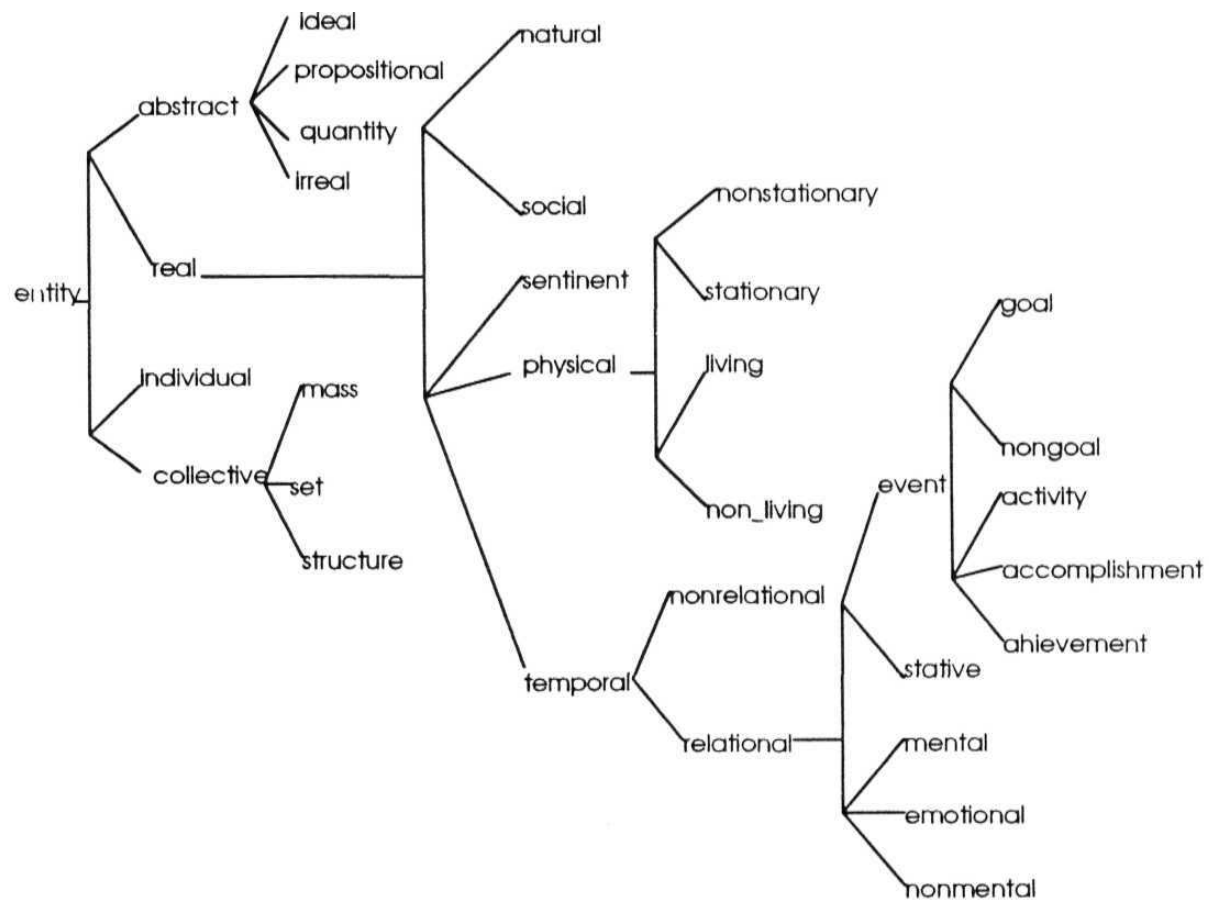 ideal
propositional
abstract
quantity
irreal
real
entity
individual
collective
mass
set
structure
natural
social
sentinent
physical
temporal
nonstationary
stationary
living
non_living
nonrelational
relational
event
stative
mental
emotional
nonmental
goal
nongoal
activity
accomplishment
ahievement